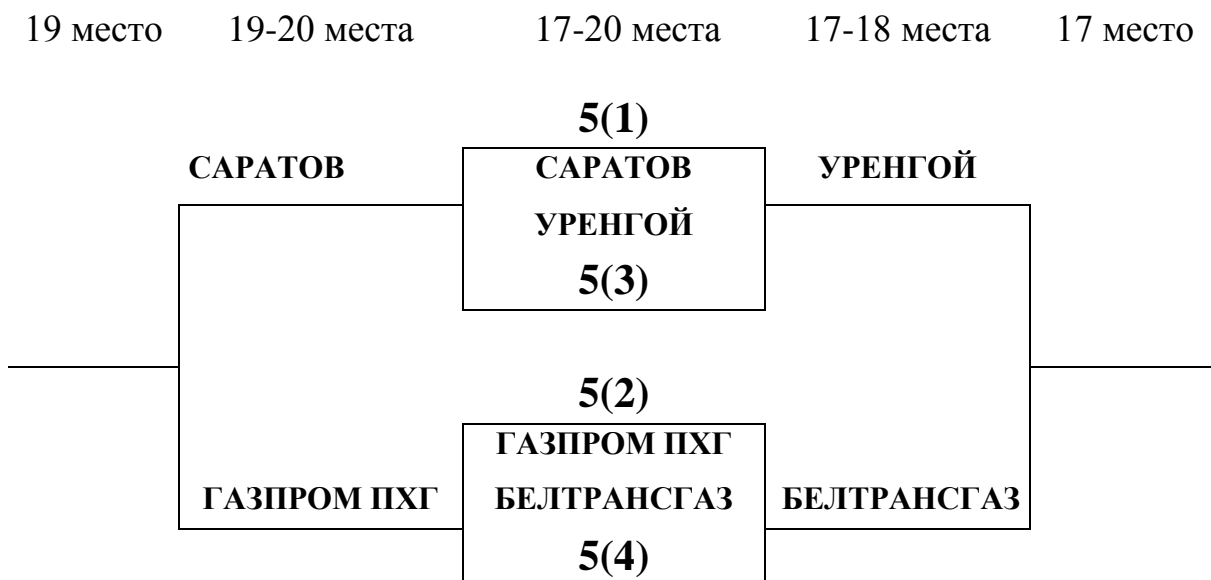 19 место 19-20 места 17-20 места 17-18 места 17 место
5(1)
САРАТОВ САРАТОВ УРЕНГОЙ
УРЕНГОЙ
5(3)
5(2)
ГАЗПРОМ ПХГ
ГАЗПРОМ ПХГ БЕЛТРАНСГАЗ БЕЛТРАНСГАЗ
5(4)